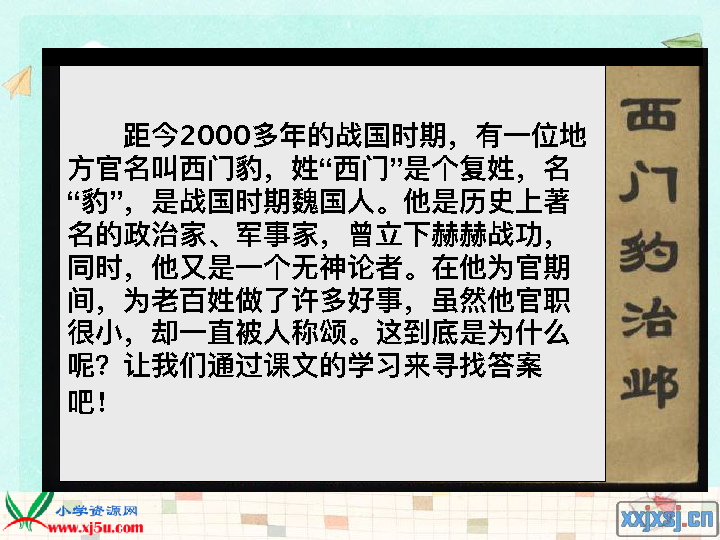 距今2000多年的战国时期，有一位地
方官名叫西门豹，姓“西门”是个复姓，名
“豹”，是战国时期魏国人。他是历史上著
名的政治家、军事家，曾立下赫赫战功，
同时，他又是一个无神论者。在他为官期
间，为老百姓做了许多好事，虽然他官职
很小，却一直被人称颂。这到底是为什么
呢？让我们通过课文的学习来寻找答案
吧！
西门豹治邺
小学资源网
www.xj5u.com
xxjxsj.cn